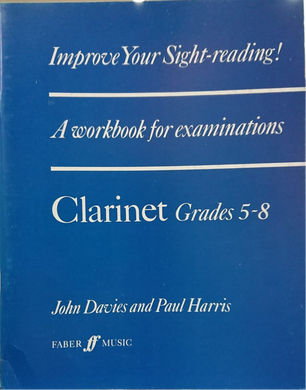 Improve Your Sight-reading!
A workbook for examinations
Clarinet Grades 5-8
John Davies and Paul Harris
FABER ff MUSIC